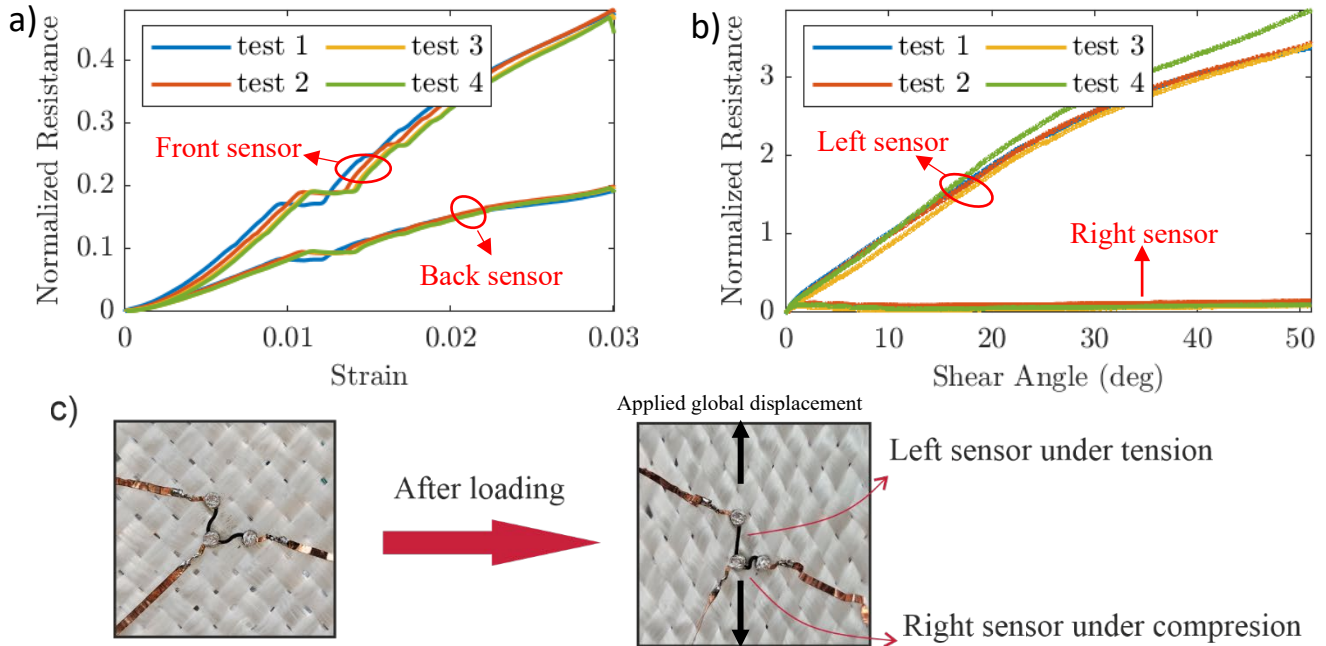 a)
Normalized Resistance
0.4
0.3
0.2
0.1
0
test 1
test 3
test 2
test 4
Front sensor
Back sensor
0
0.01
0.02
0.03
Strain
b)
Normalized Resistance
3
2
1
0
test 1
test 3
test 2
test 4
Left sensor
Right sensor
0
10
20
30
40
50
Shear Angle (deg)
c)
After loading
Applied global displacement
Left sensor under tension
Right sensor under compresion